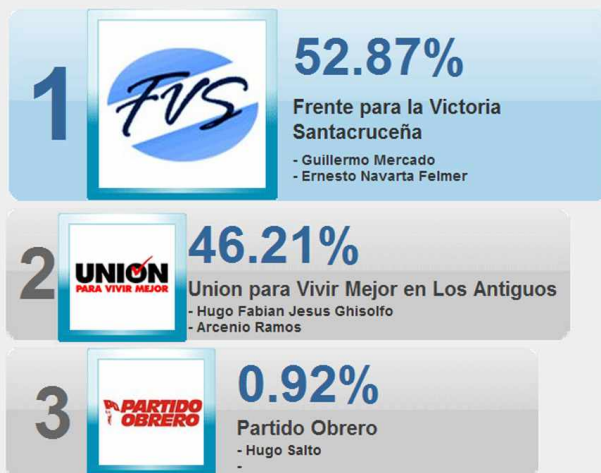 1
FVS
52.87%
Frente para la Victoria
Santacruceña
- Guillermo Mercado
- Ernesto Navarta Felmer
2
UNION
PARA VIVIR MEJOR
46.21%
Union para Vivir Mejor en Los Antiguos
- Hugo Fabian Jesus Ghisolfo
- Arcenio Ramos
3
PARTIDO
OBRERO
0.92%
Partido Obrero
- Hugo Salto
-